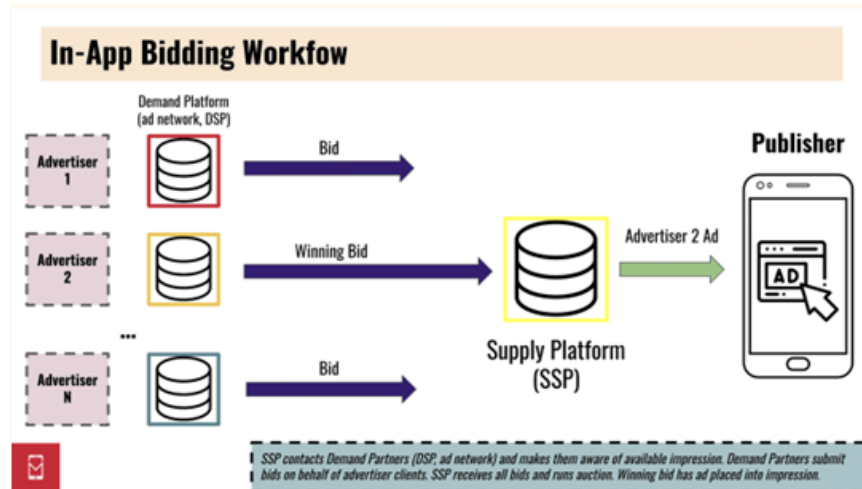 In-App Bidding Workfow
Demand Platform
(ad network, DSP)
Advertiser
1
Bid
Publisher
Advertiser
2
Winning Bid
Advertiser 2 Ad
AD
...
Supply Platform
(SSP)
Advertiser
N
Bid
SSP contacts Demand Partners (DSP, ad network) and makes them aware of available impression. Demand Partners submit
bids on behalf of advertiser clients. SSP receives all bids and runs auction. Winning bid has ad placed into impression.